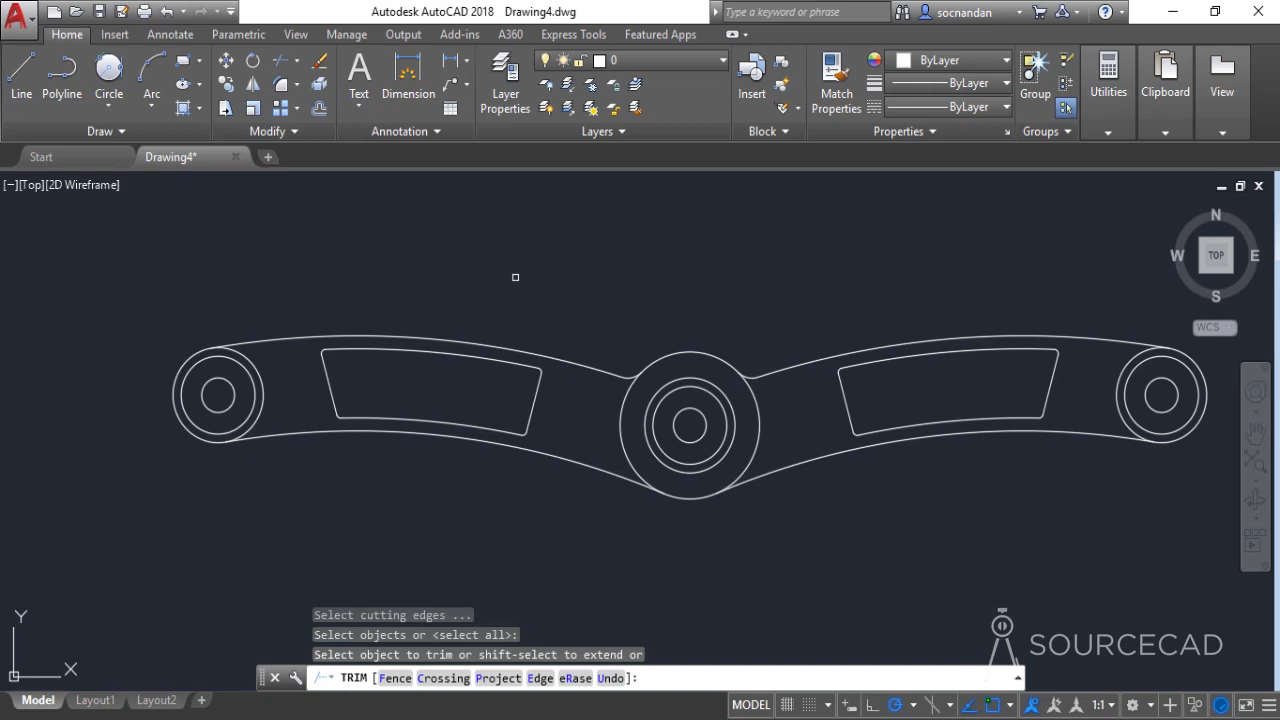 A Autodesk AutoCAD 2018 Drawing4.dwg Type a keyword or phrase socnandan
Home Insert Annotate Parametric View Manage Output Add-ins A360 Express Tools Featured Apps
Line Polyline Circle Arc
Text Dimension
Layer Properties
0
Insert
Match Properties
ByLayer
ByLayer
ByLayer
Group Utilities Clipboard View
Draw Modify Annotation Layers Block Properties Groups
Start Drawing4* +
[−][Top][2D Wireframe]
N
W TOP E
S
WCS
Select cutting edges ...
Select objects or <select all>:
Select object to trim or shift-select to extend or
TRIM [Fence Crossing Project Edge eRase Undo]:
Y
X
SOURCECAD
Model Layout1 Layout2 + MODEL 1:1